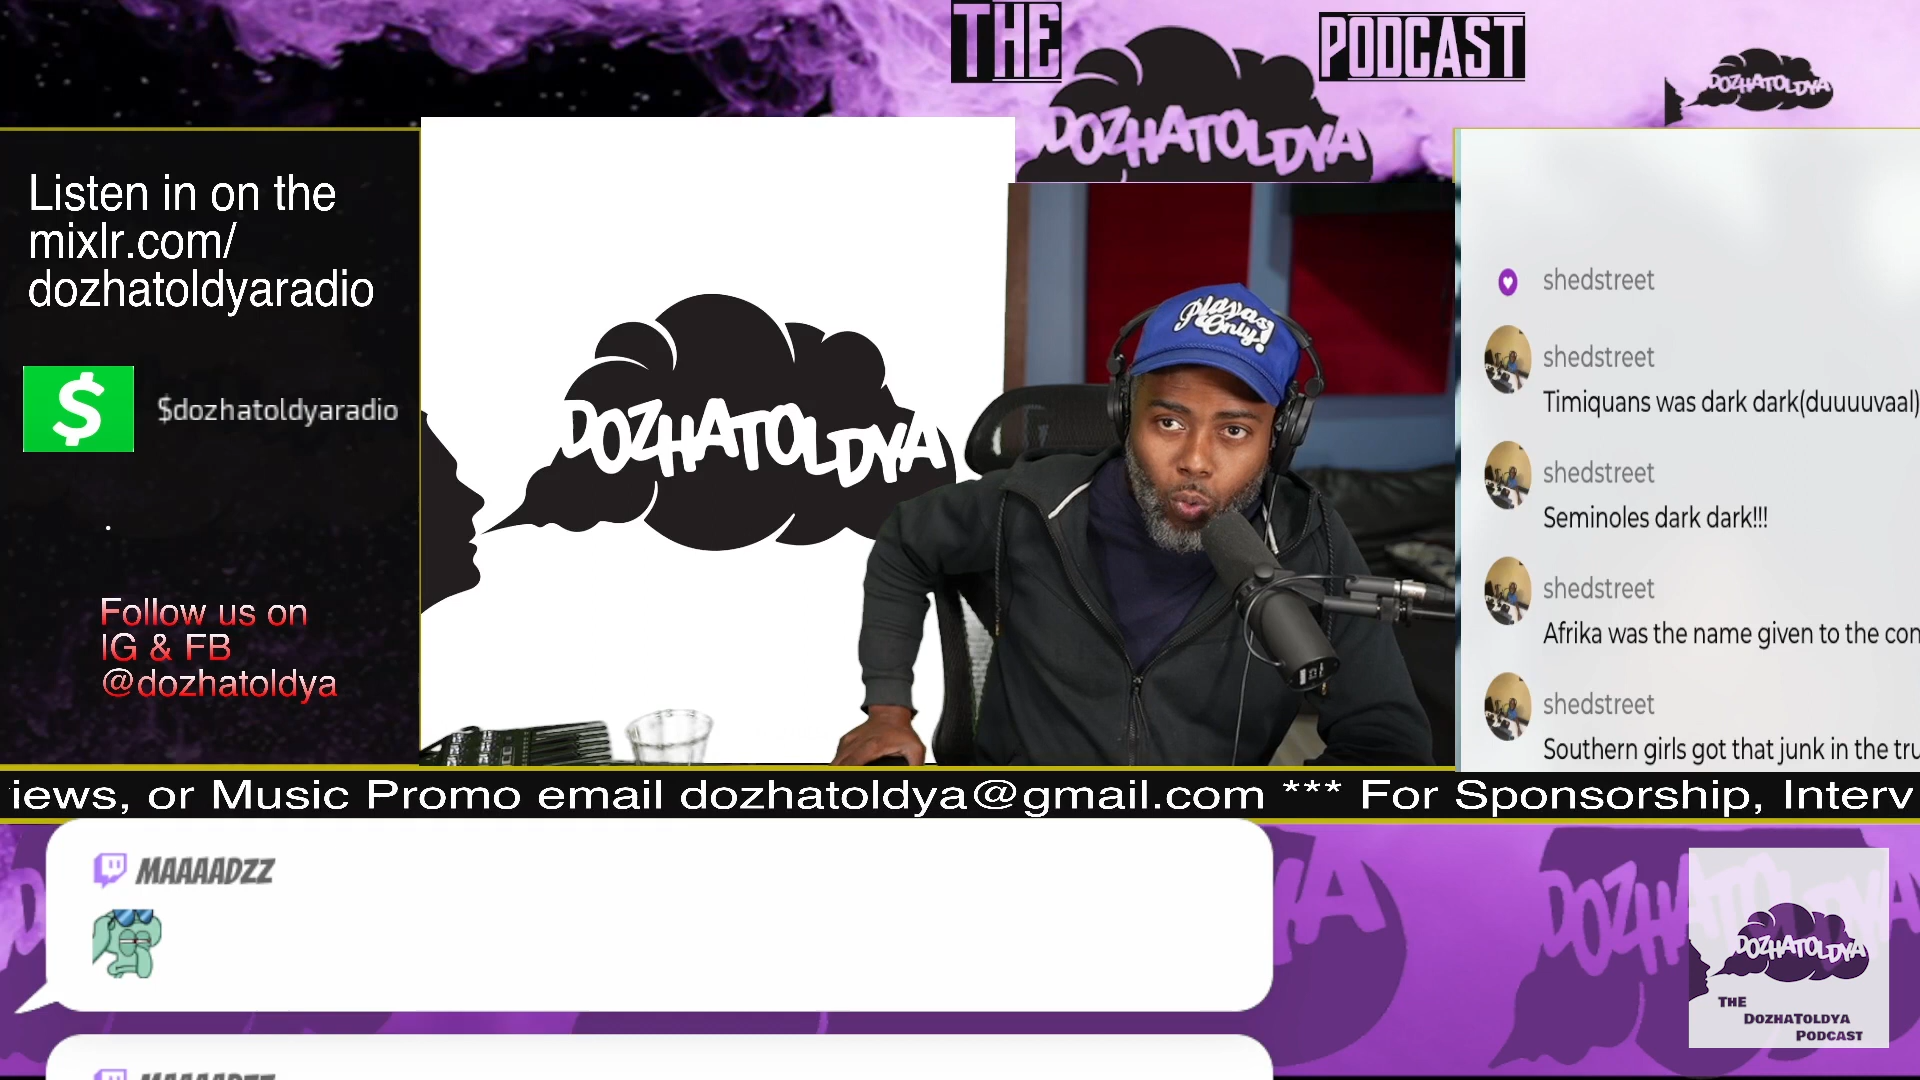 THE
PODCAST
DOZHATOLDYA
DOZHATOLDYA
Listen in on the
mixlr.com/
dozhatoldyaradio
$
$dozhatoldyaradio
.
Follow us on
IG & FB
@dozhatoldya
DOZHATOLDYA
Playas
Only!
shedstreet
shedstreet
Timiquans was dark dark(duuuuvaal)
shedstreet
Seminoles dark dark!!!
shedstreet
Afrika was the name given to the con
shedstreet
Southern girls got that junk in the tru
iews, or Music Promo email dozhatoldya@gmail.com *** For Sponsorship, Interv
MAAAADZZ
DOZHATOLDYA
THE
DOZHATOLDYA
PODCAST